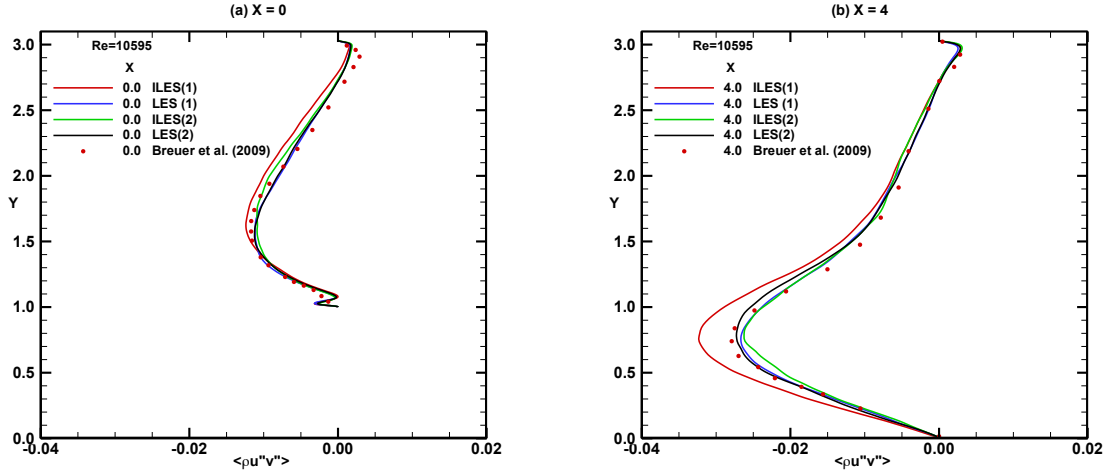 (a) X = 0
3.0
2.5
2.0
1.5
1.0
0.5
0.0
Y
Re=10595
X
0.0 ILES(1)
0.0 LES (1)
0.0 ILES(2)
0.0 LES(2)
0.0 Breuer et al. (2009)
-0.04 -0.02 0.00 0.02
<ρu"v">
(b) X = 4
3.0
2.5
2.0
1.5
1.0
0.5
0.0
Y
Re=10595
X
4.0 ILES(1)
4.0 LES (1)
4.0 ILES(2)
4.0 LES(2)
4.0 Breuer et al. (2009)
-0.04 -0.02 0.00 0.02
<ρu"v">